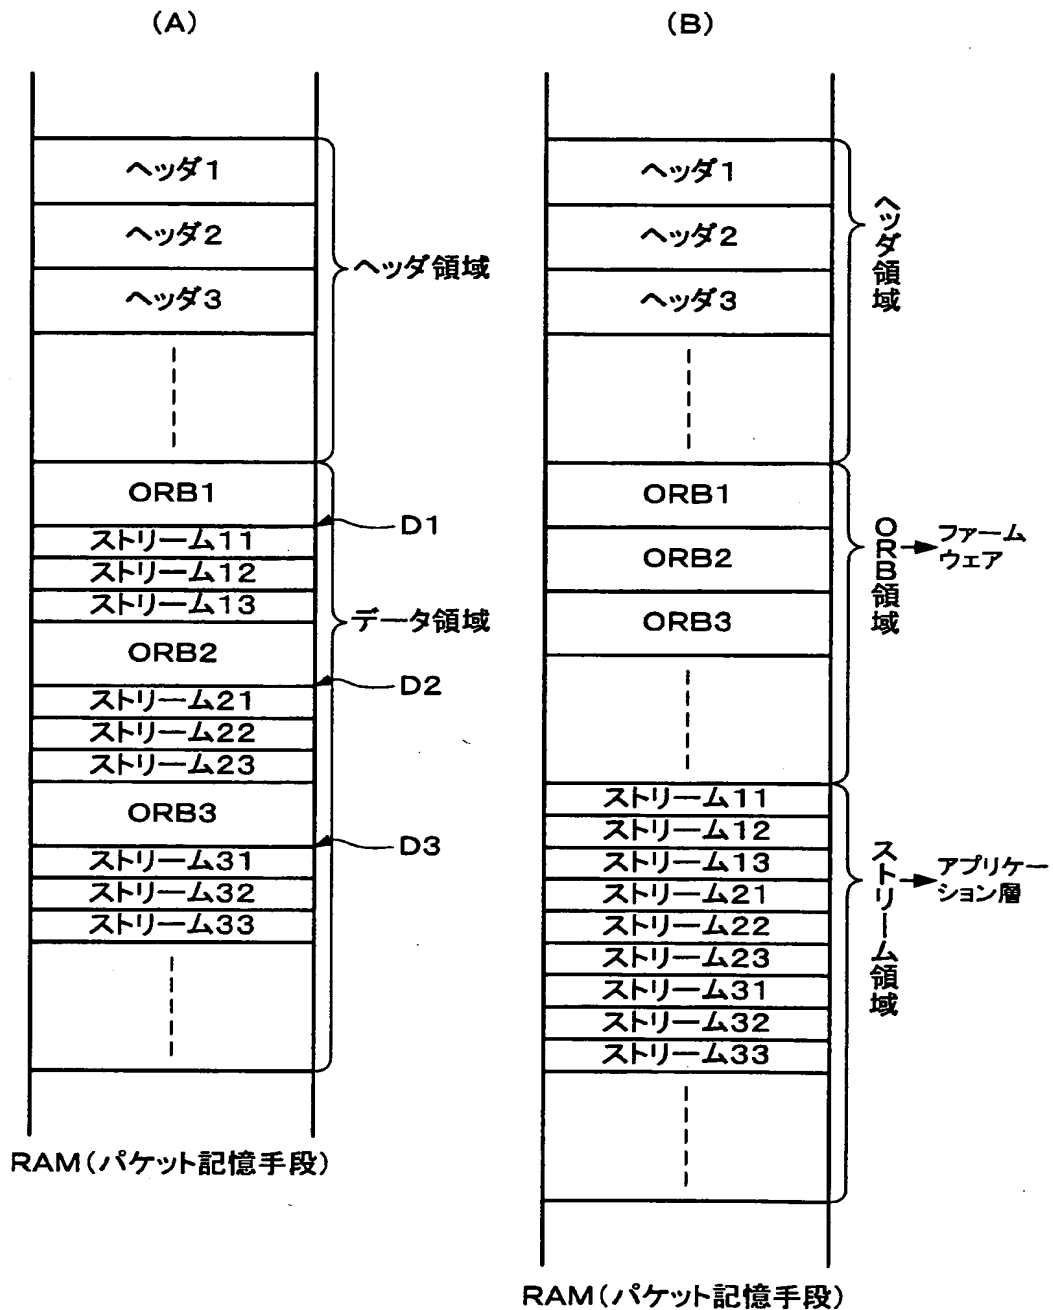 (A)
ヘッダ1
ヘッダ2
ヘッダ3
ヘッダ領域
ORB1
D1
ストリーム11
ストリーム12
ストリーム13
データ領域
ORB2
D2
ストリーム21
ストリーム22
ストリーム23
ORB3
D3
ストリーム31
ストリーム32
ストリーム33
RAM(パケット記憶手段)
(B)
ヘッダ1
ヘッダ2
ヘッダ3
ヘッダ領域
ORB1
ORB2
ORB3
ORB領域
ファーム
ウェア
ストリーム11
ストリーム12
ストリーム13
ストリーム21
ストリーム22
ストリーム23
ストリーム31
ストリーム32
ストリーム33
ストリーム領域
アプリケー
ション層
RAM(パケット記憶手段)